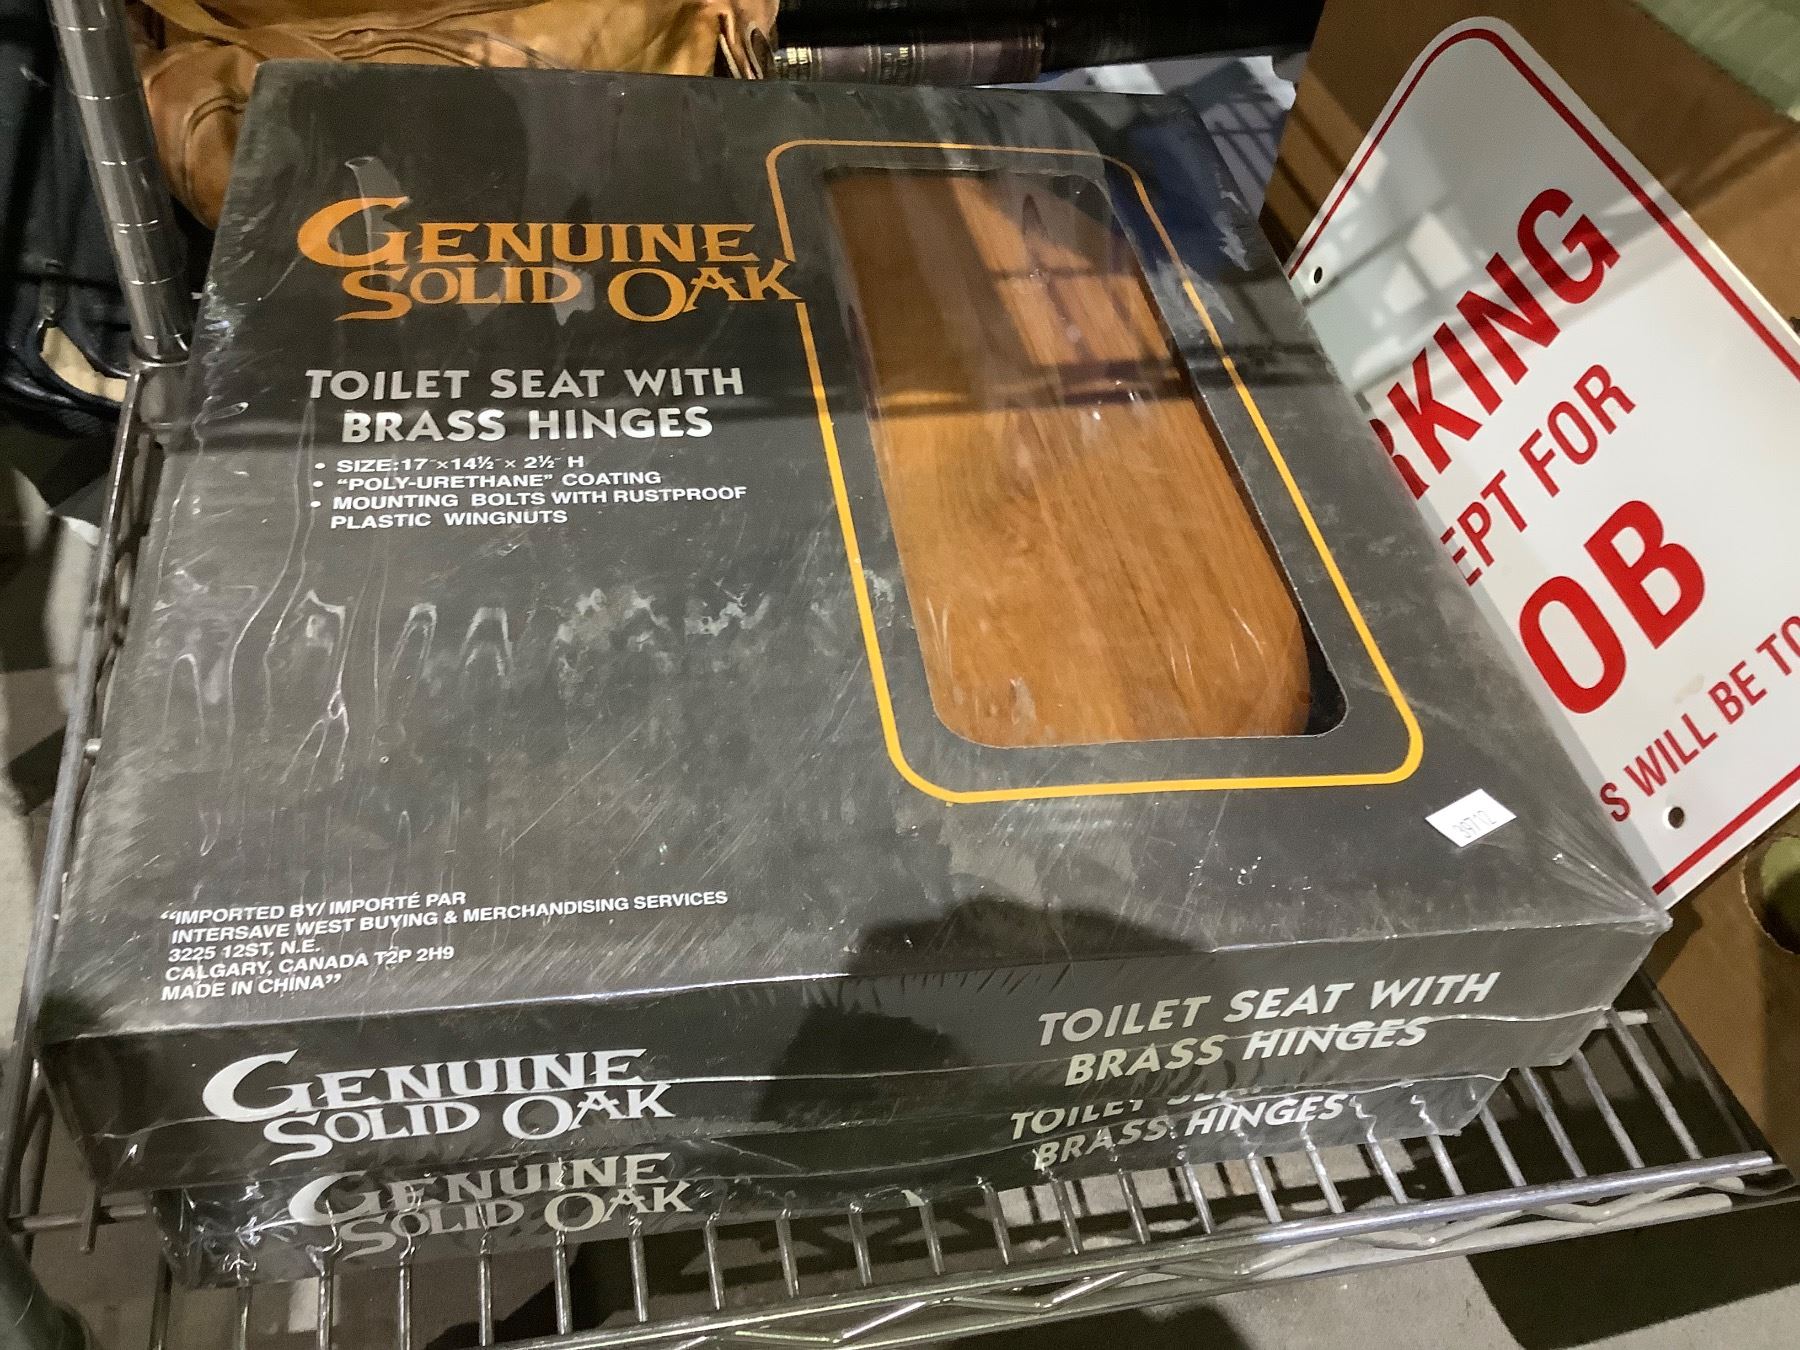 GENUINE
SOLID OAK
TOILET SEAT WITH
BRASS HINGES
• SIZE:17"×14½"× 2½" H
• "POLY-URETHANE" COATING
• MOUNTING BOLTS WITH RUSTPROOF
PLASTIC WINGNUTS
39712
"IMPORTED BY/ IMPORTÉ PAR
INTERSAVE WEST BUYING & MERCHANDISING SERVICES
3225 12ST, N.E.
CALGARY, CANADA T2P 2H9
MADE IN CHINA"
GENUINE
SOLID OAK
TOILET SEAT WITH
BRASS HINGES
GENUINE
SOLID OAK
TOILET
BRASS HINGES
RKING
EPT FOR
OB
S WILL BE TO